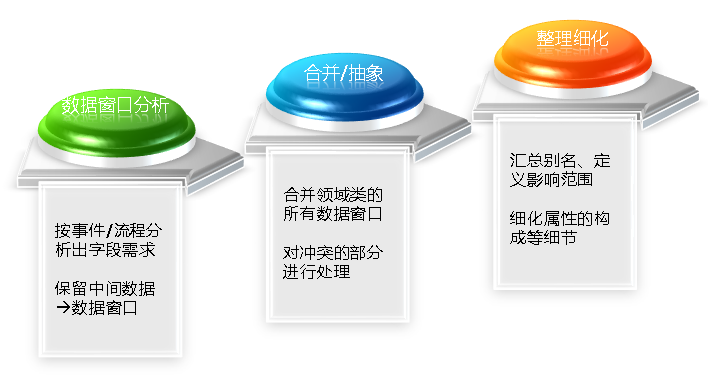 数据窗口分析
按事件/流程分
析出字段需求
保留中间数据
→数据窗口
合并/抽象
合并领域类的
所有数据窗口
对冲突的部分
进行处理
整理细化
汇总别名、定
义影响范围
细化属性的构
成等细节